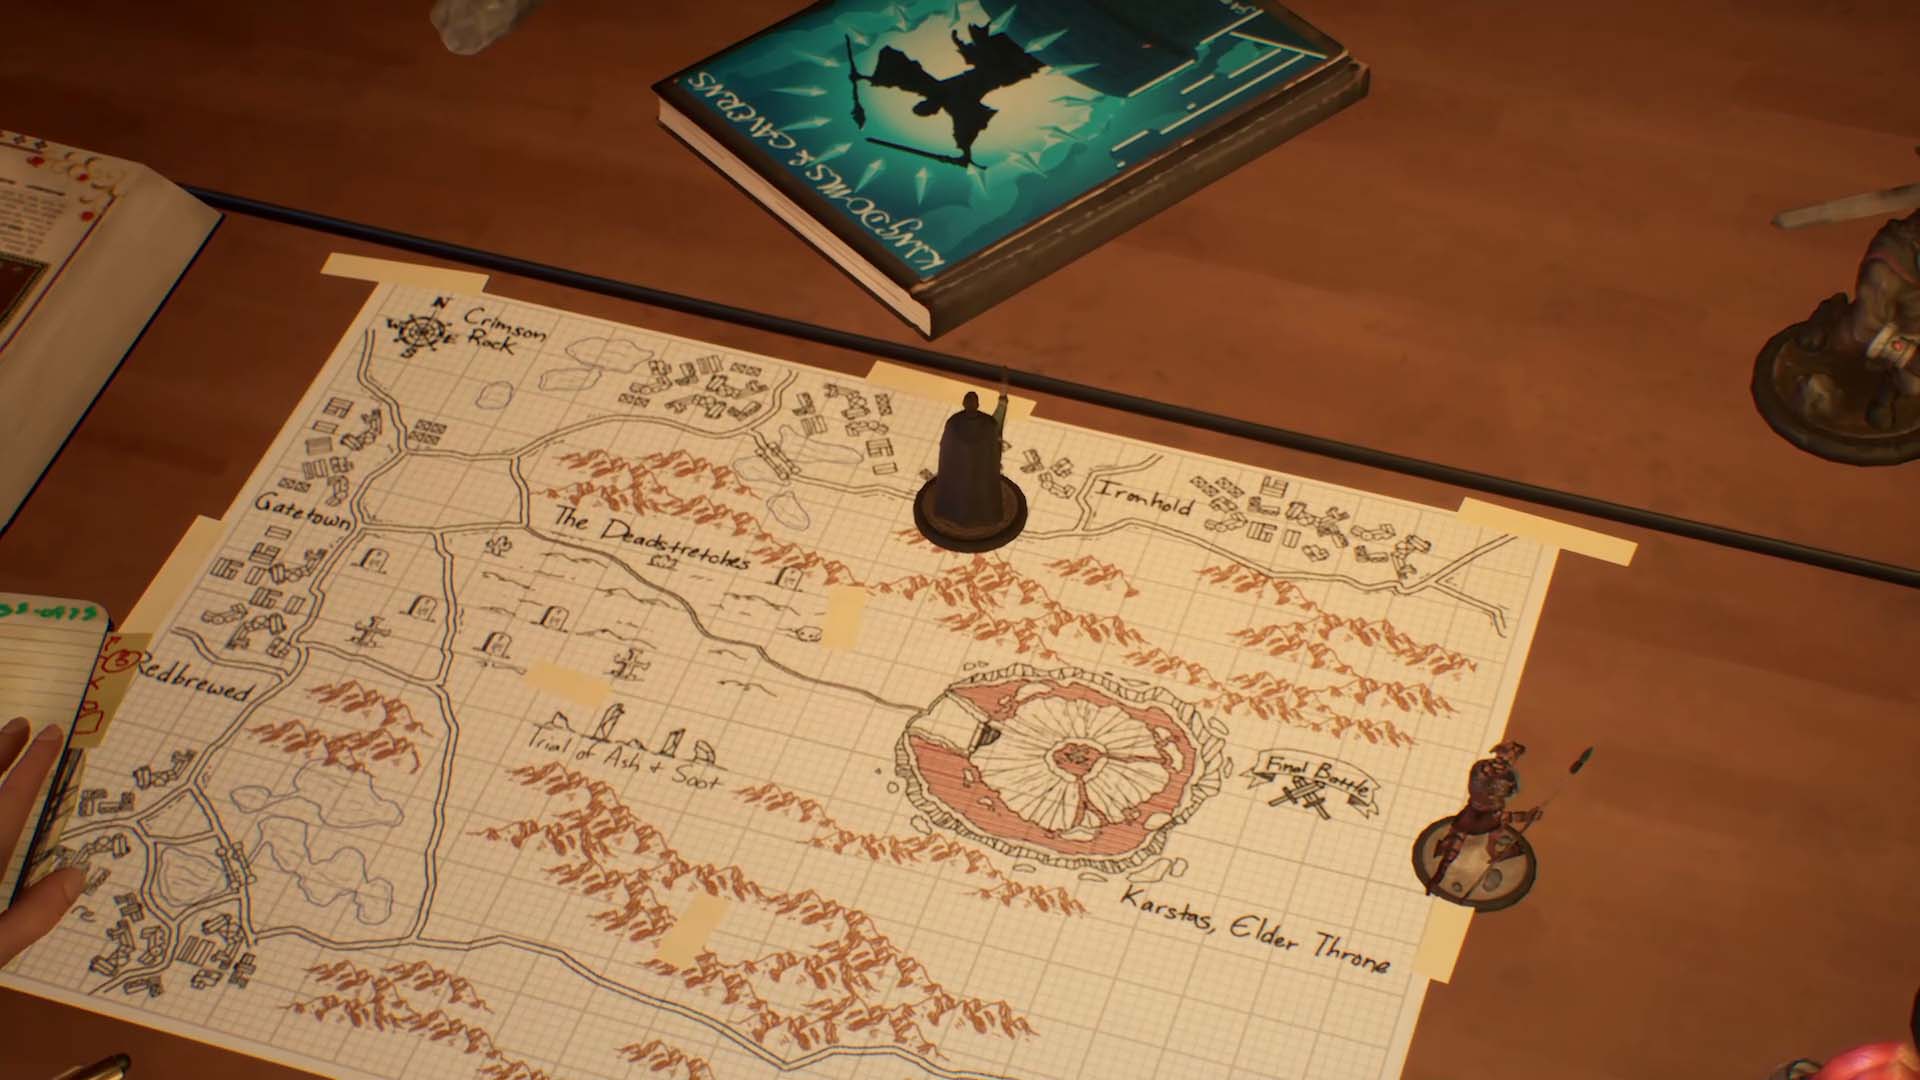 KINGDOMS & CAVERNS
N
W
E
S
Crimson
Rock
Ironhold
Gatetown
The Deadstretches
Redbrewed
Trial of Ash & Soot
Final Battle
Karstas, Elder Throne